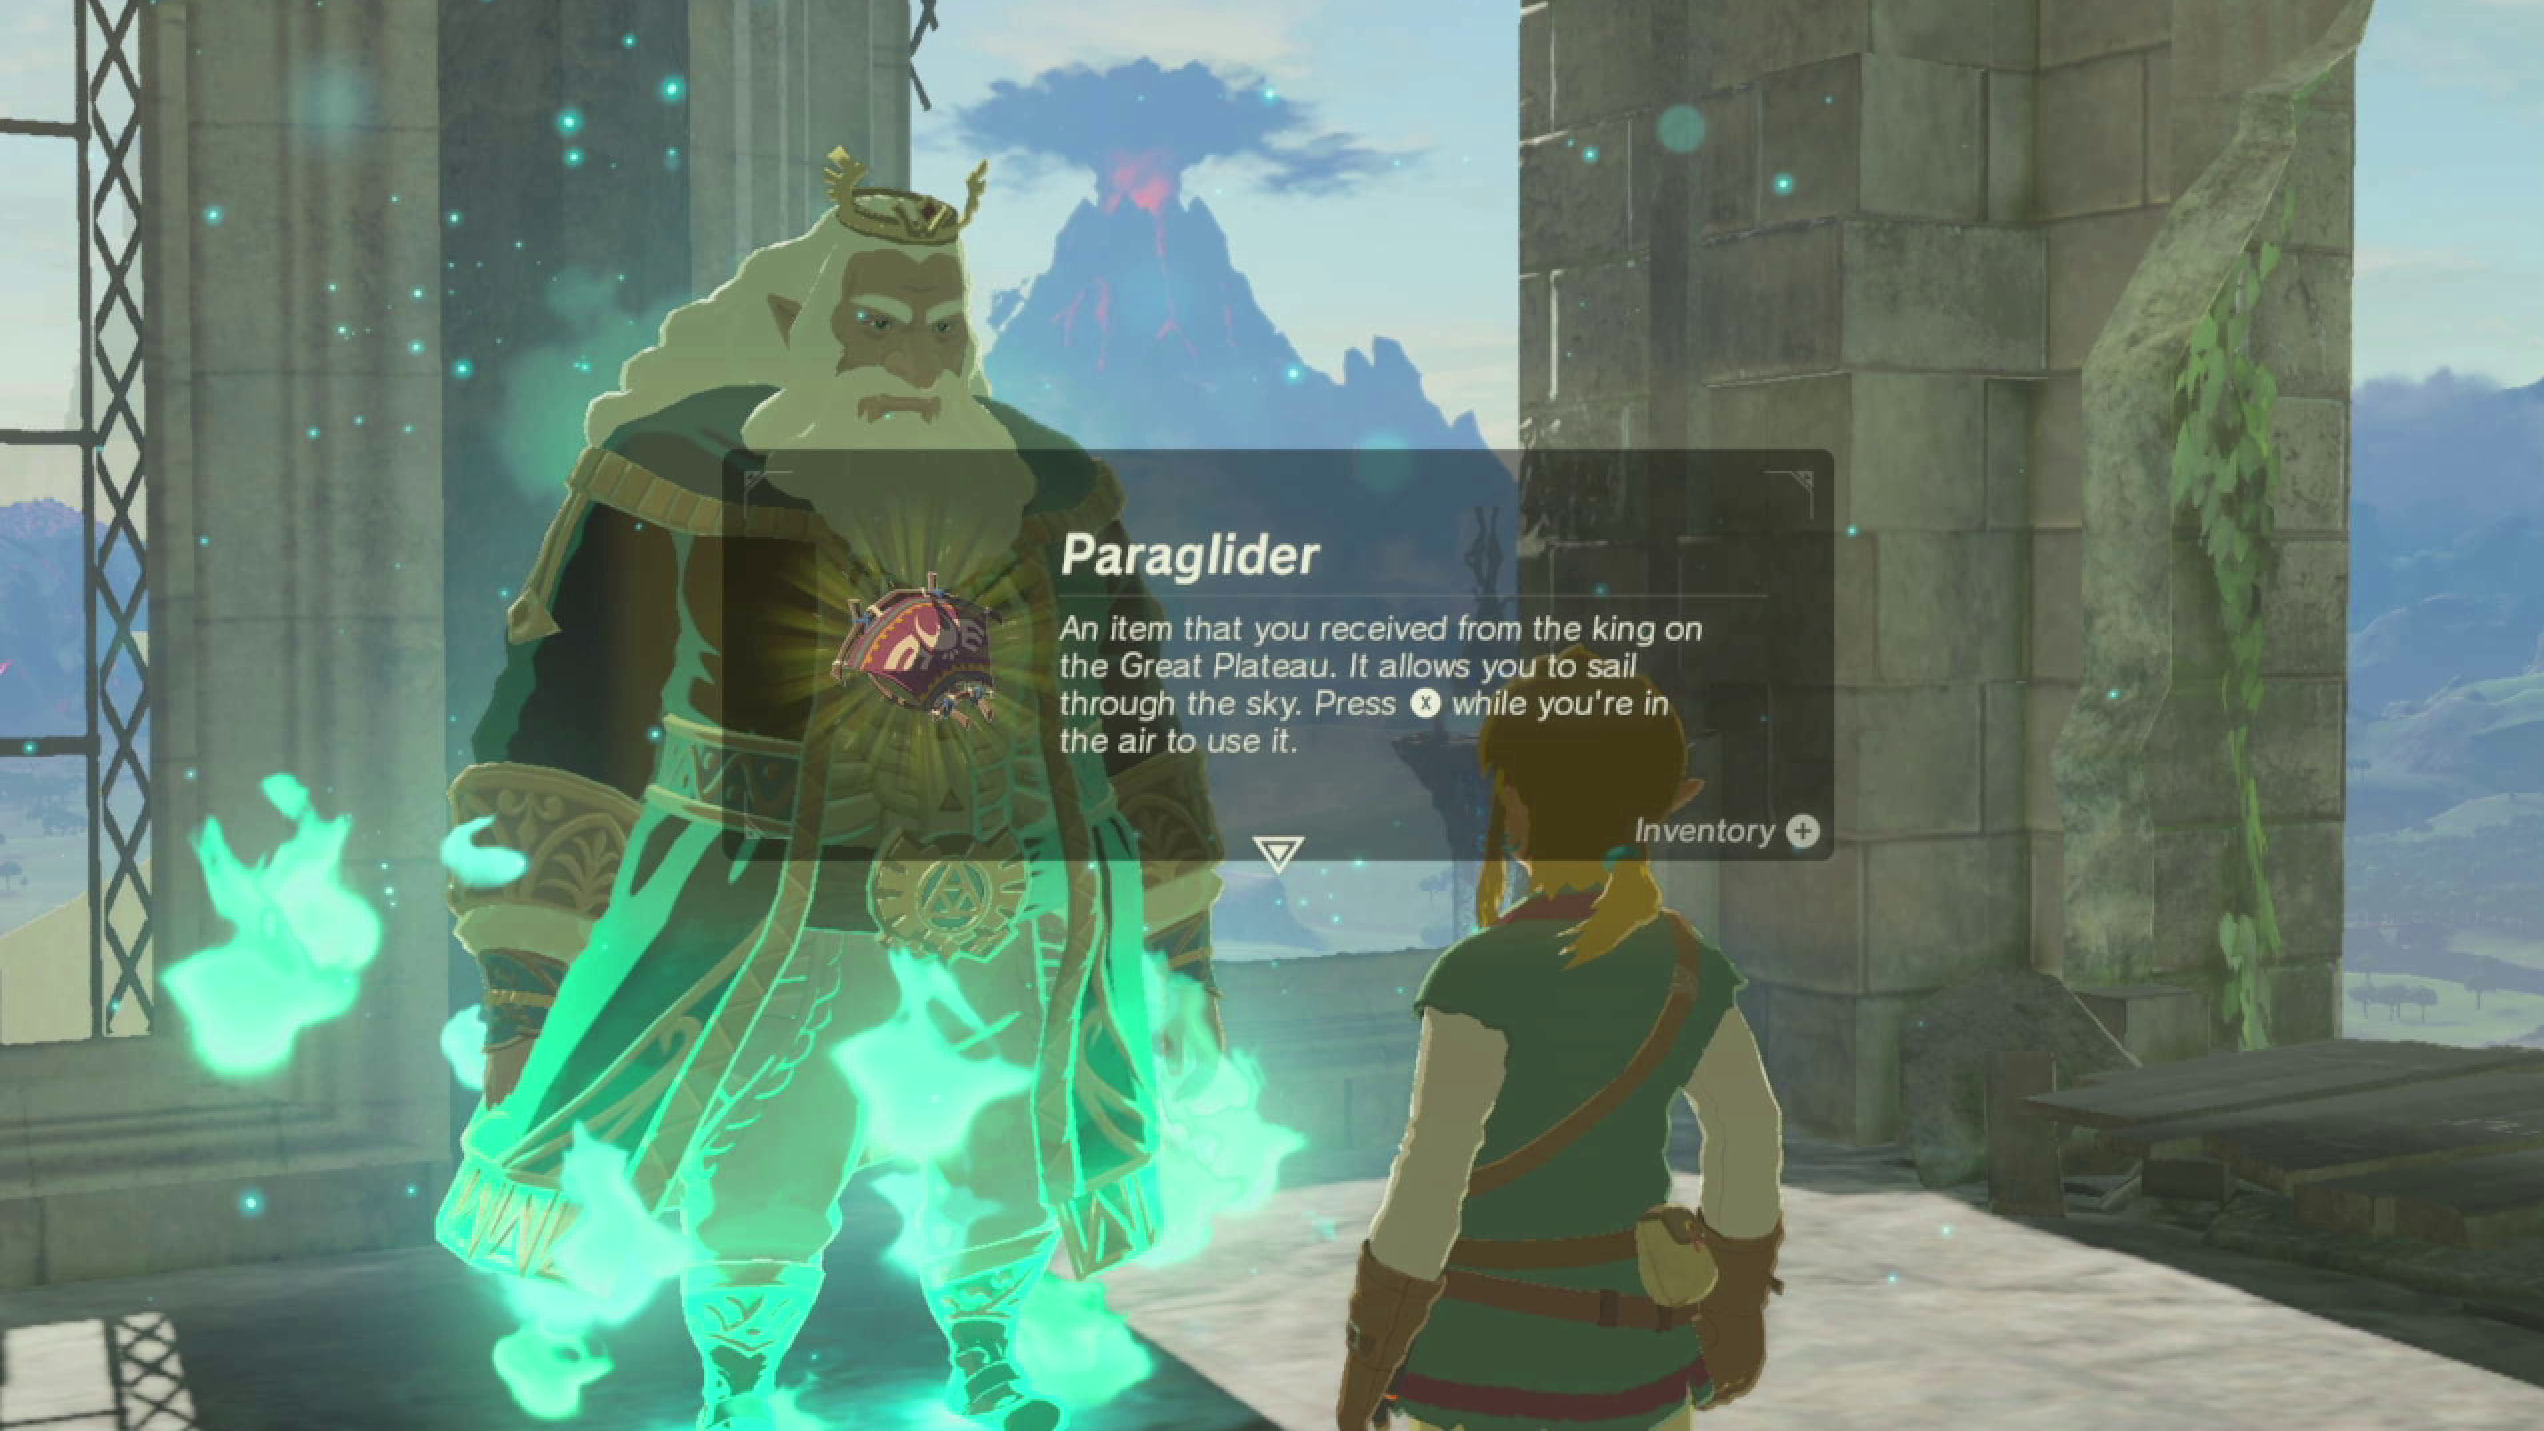 Paraglider
An item that you received from the king on
the Great Plateau. It allows you to sail
through the sky. Press X while you're in
the air to use it.
Inventory +